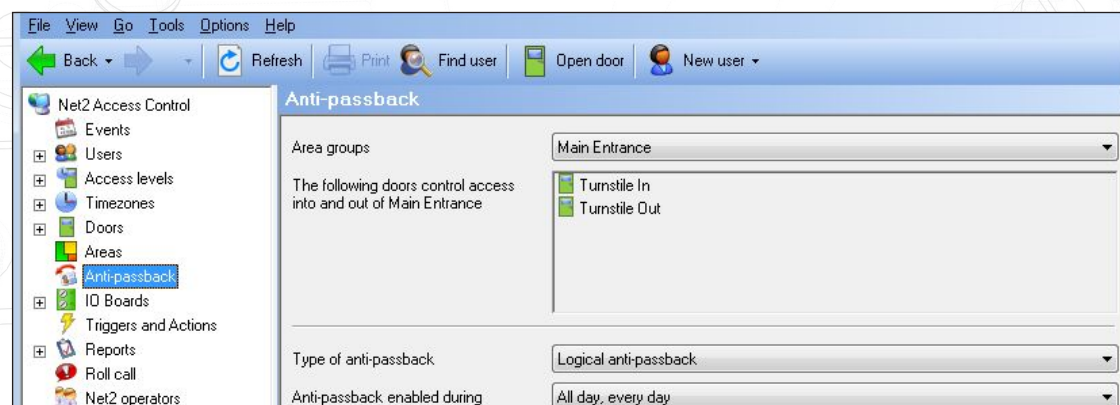 File View Go Tools Options Help
Back Refresh Print Find user Open door New user
Net2 Access Control
Events
Users
Access levels
Timezones
Doors
Areas
Anti-passback
IO Boards
Triggers and Actions
Reports
Roll call
Net2 operators
Anti-passback
Area groups Main Entrance
The following doors control access
into and out of Main Entrance
Turnstile In
Turnstile Out
Type of anti-passback Logical anti-passback
Anti-passback enabled during All day, every day